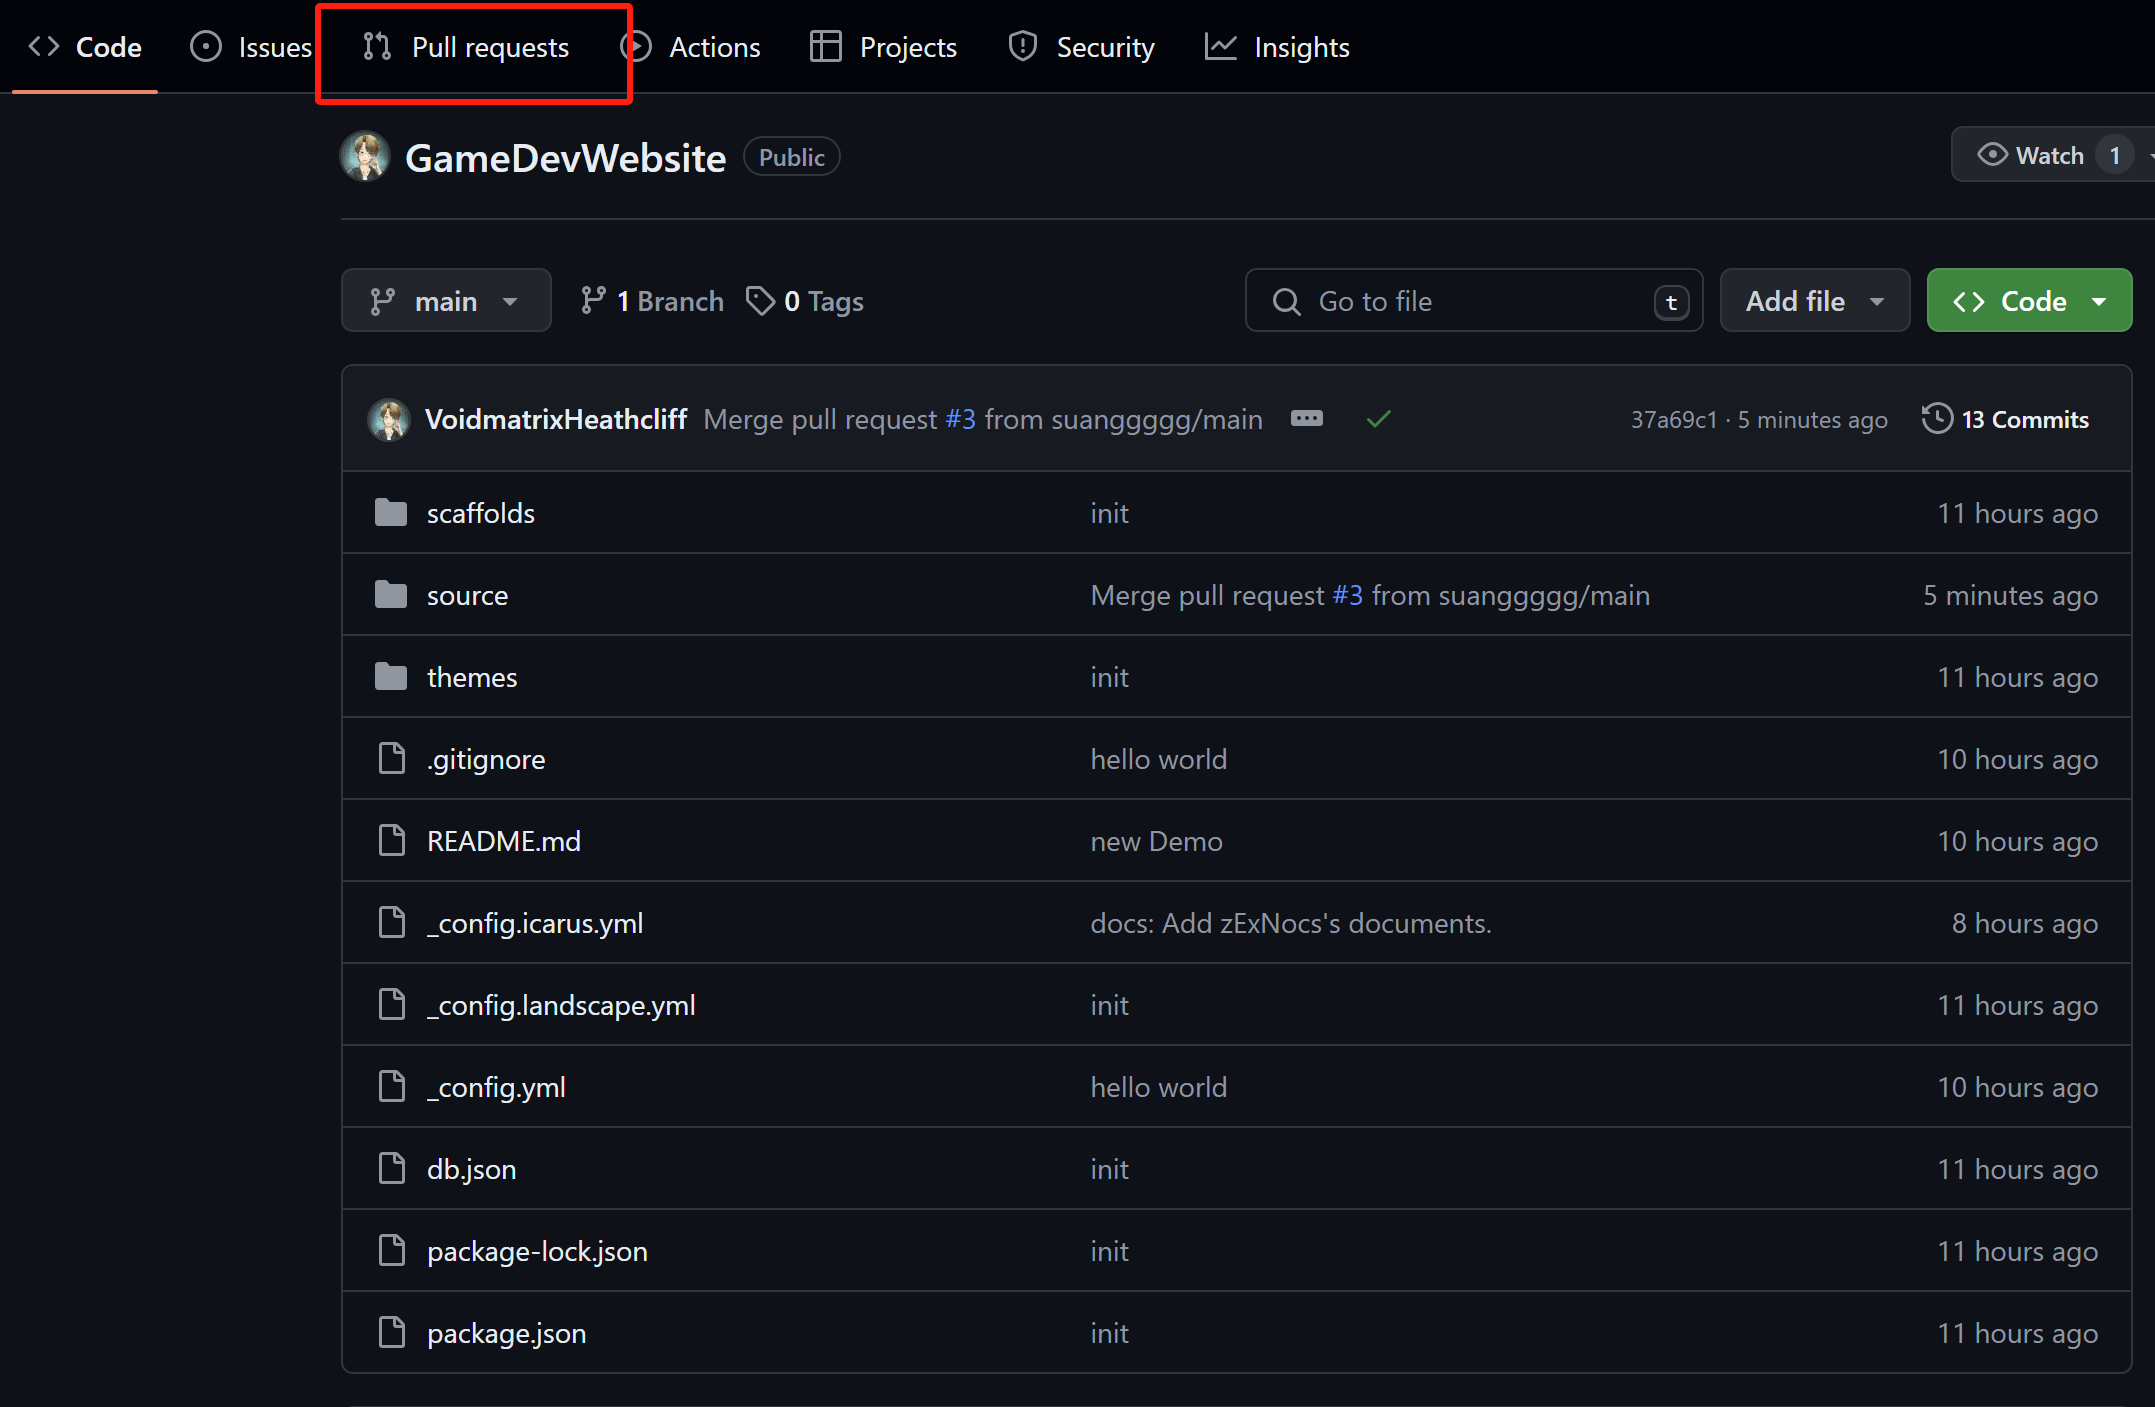 Code Issues Pull requests Actions Projects Security Insights
GameDevWebsite Public Watch 1
main 1 Branch 0 Tags Go to file t Add file Code
VoidmatrixHeathcliff Merge pull request #3 from suanggggg/main 37a69c1 · 5 minutes ago 13 Commits
scaffolds init 11 hours ago
source Merge pull request #3 from suanggggg/main 5 minutes ago
themes init 11 hours ago
.gitignore hello world 10 hours ago
README.md new Demo 10 hours ago
_config.icarus.yml docs: Add zExNocs's documents. 8 hours ago
_config.landscape.yml init 11 hours ago
_config.yml hello world 10 hours ago
db.json init 11 hours ago
package-lock.json init 11 hours ago
package.json init 11 hours ago